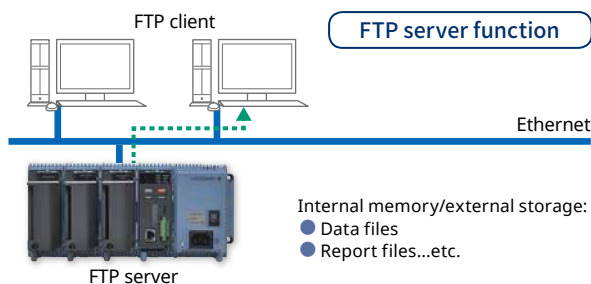 FTP client
FTP server function
Ethernet
Internal memory/external storage:
Data files
Report files...etc.
FTP server